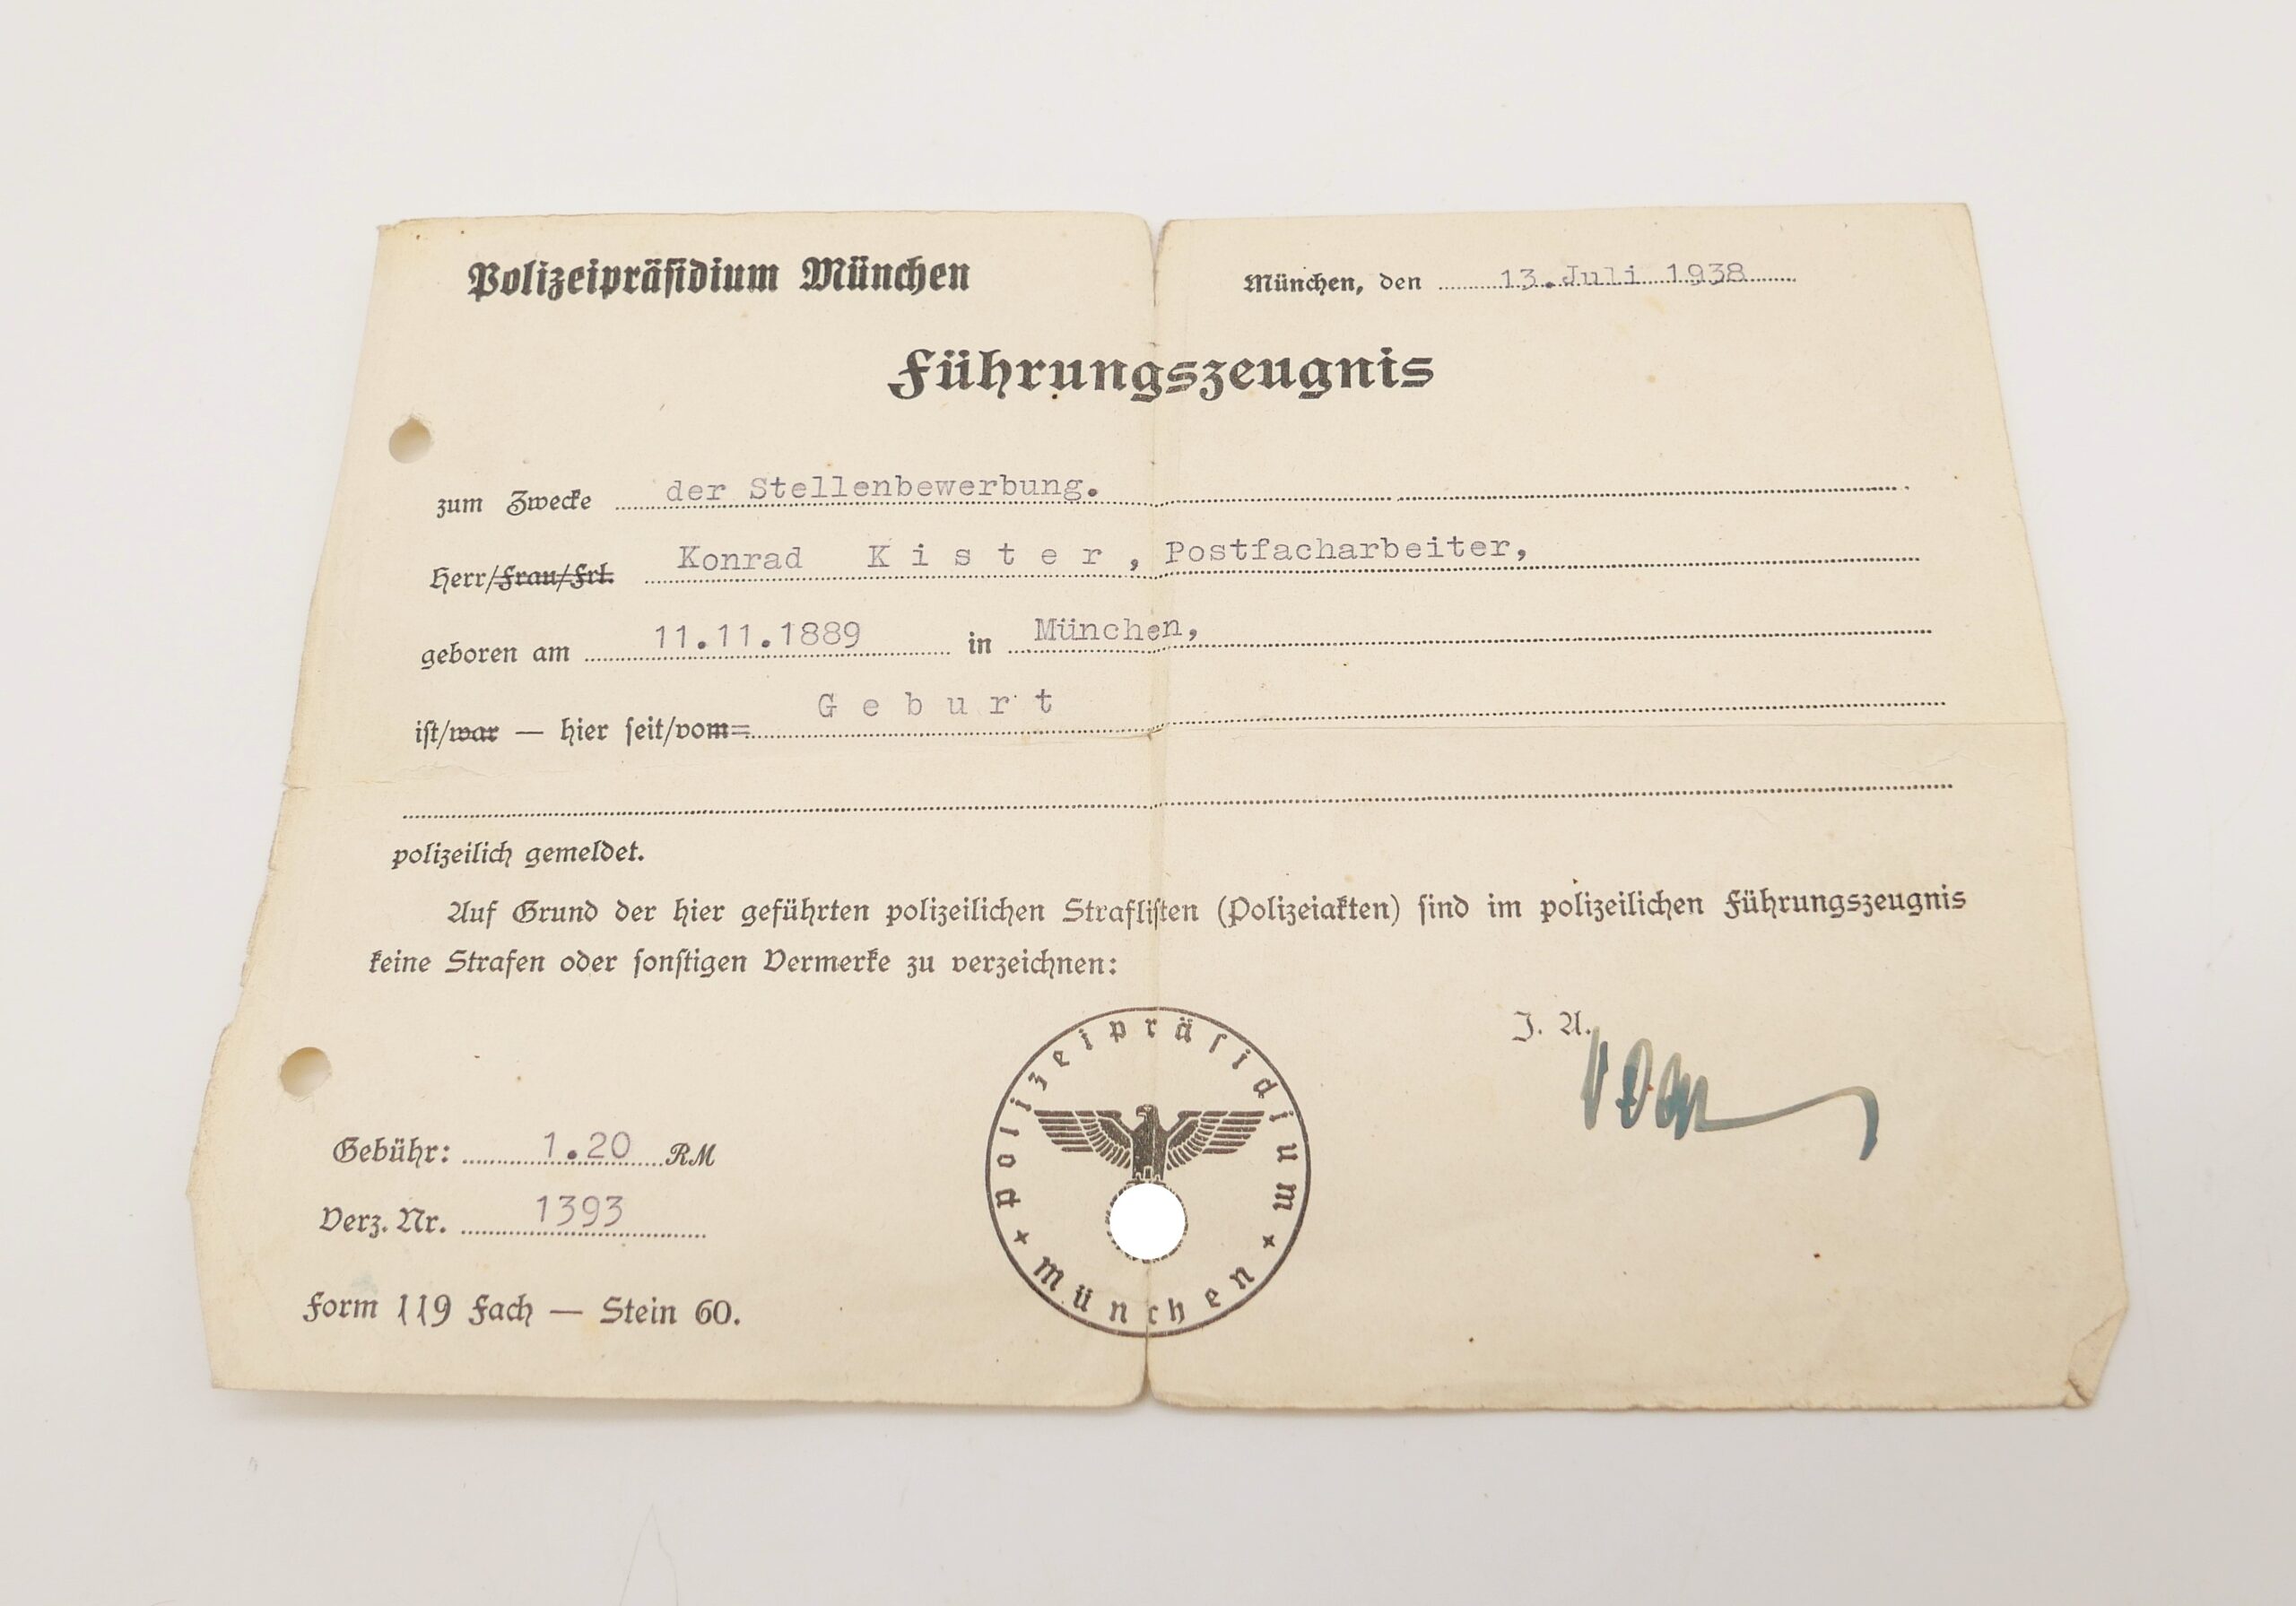 Polizeipräsidium München
München, den 13. Juli 1938
Führungszeugnis
zum Zwecke der Stellenbewerbung.
Herr/Frau/Frl. Konrad K i s t e r , Postfacharbeiter,
geboren am 11.11.1889 in München,
ist/war — hier seit/vom= G e b u r t
polizeilich gemeldet.
Auf Grund der hier geführten polizeilichen Straflisten (Polizeiakten) sind im polizeilichen Führungszeugnis
keine Strafen oder sonstigen Vermerke zu verzeichnen:
J. A.
Gebühr: 1.20 RM
Verz. Nr. 1393
Form 119 Fach — Stein 60.
Polizeipräsidium
+ München +